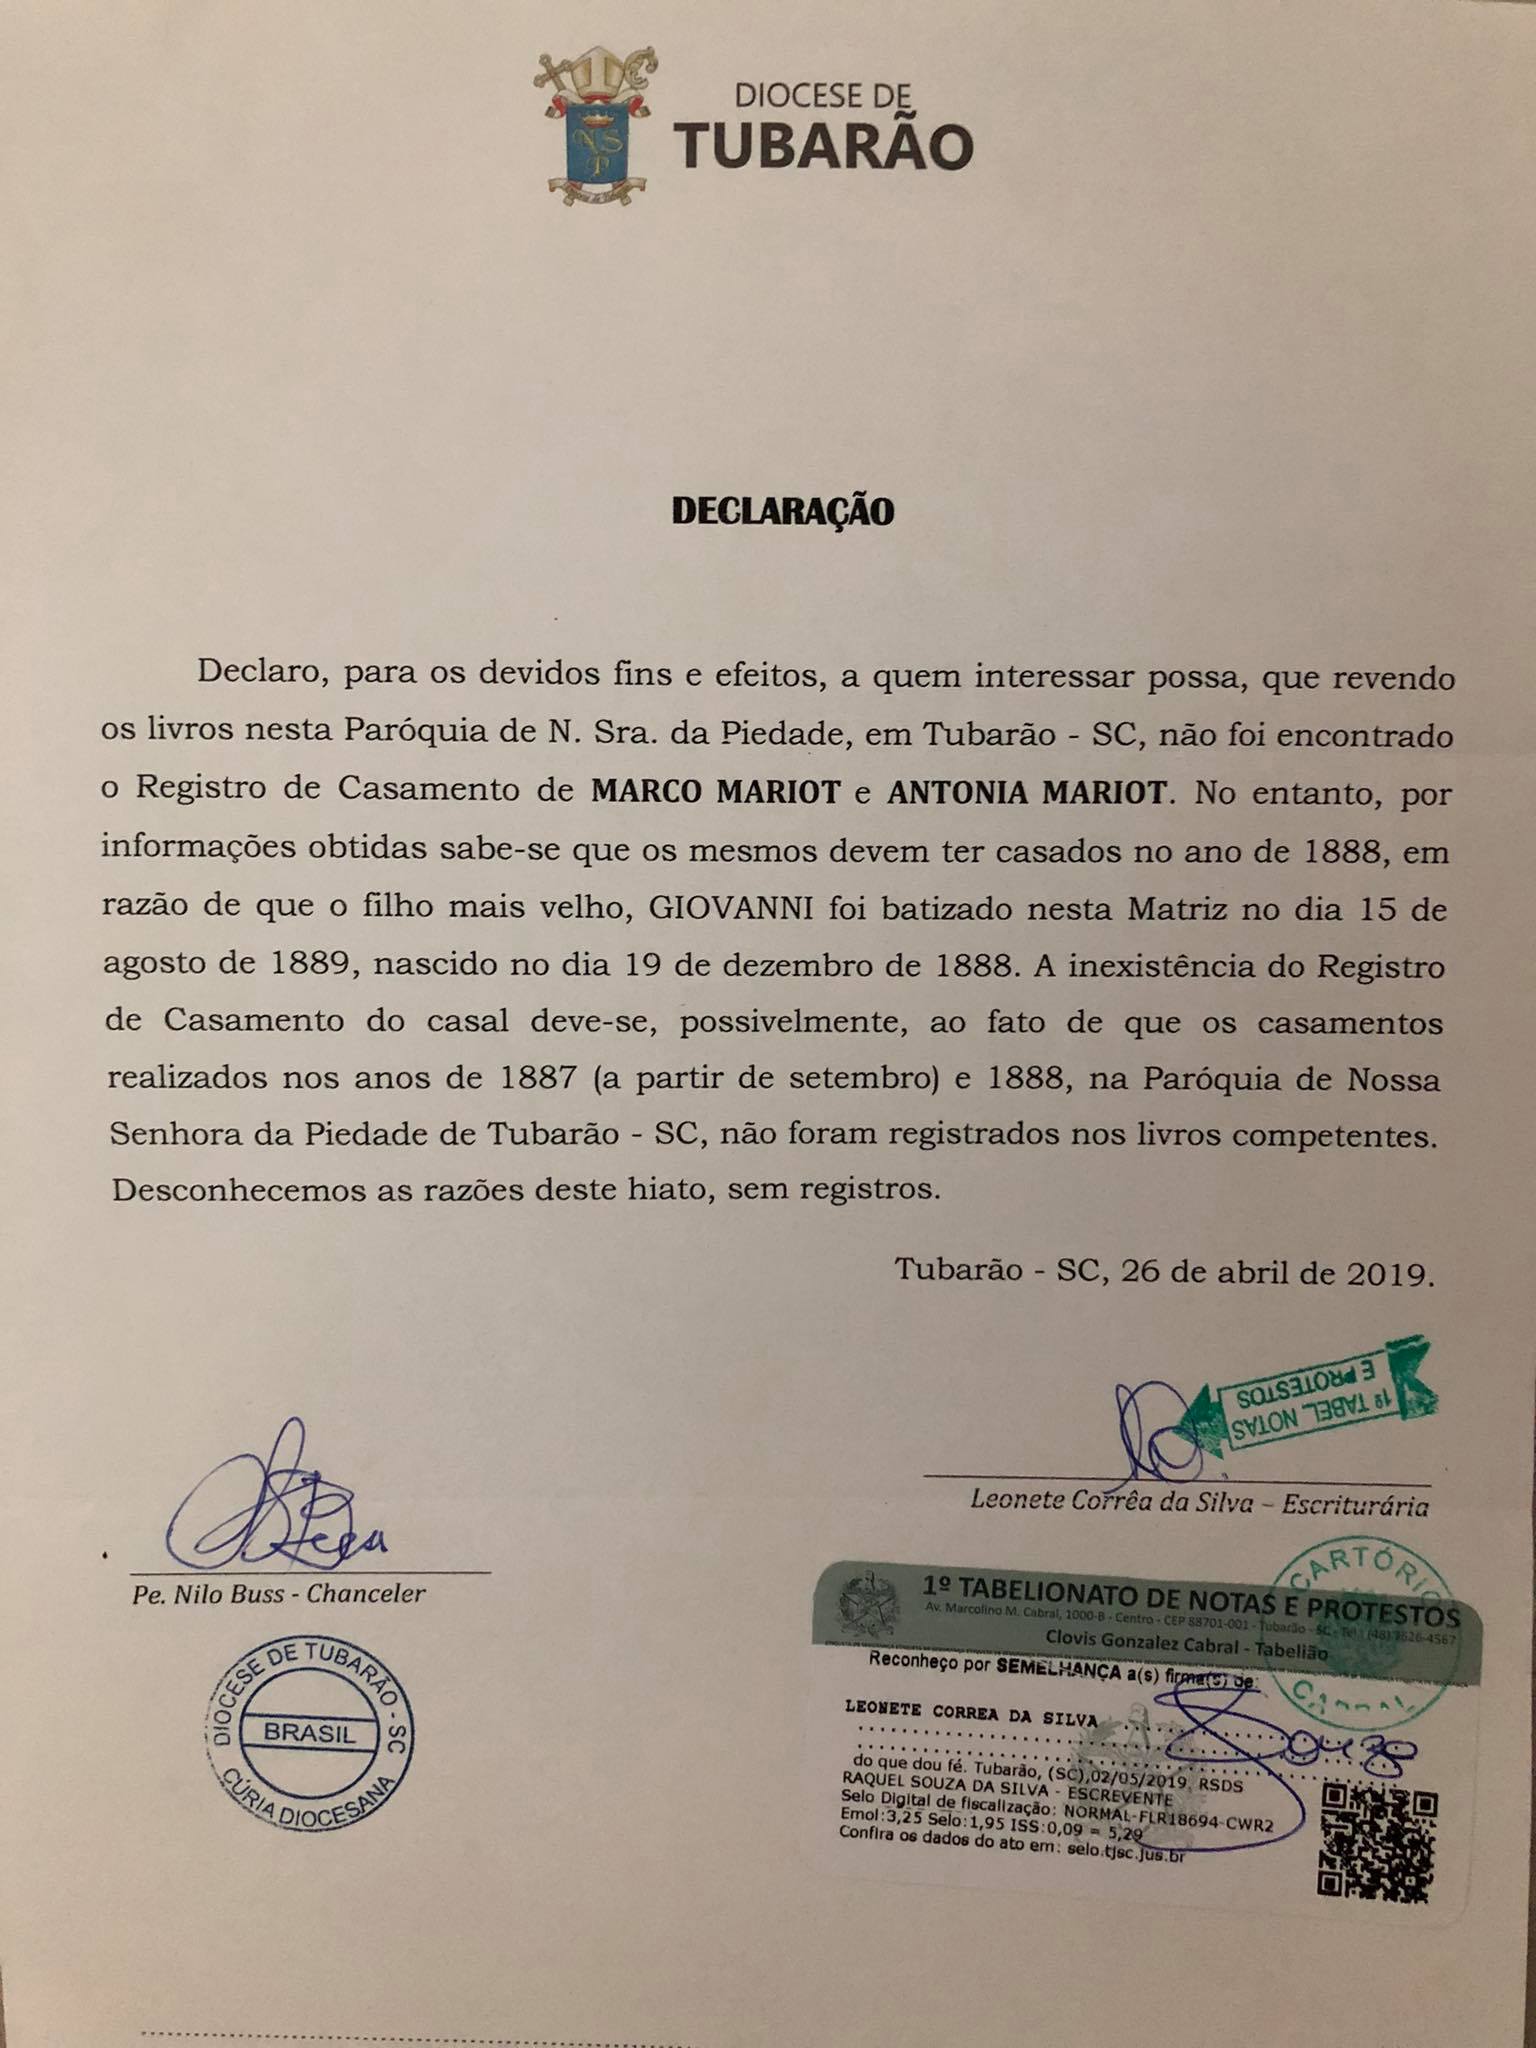 DIOCESE DE
TUBARÃO
DECLARAÇÃO
Declaro, para os devidos fins e efeitos, a quem interessar possa, que revendo
os livros nesta Paróquia de N. Sra. da Piedade, em Tubarão - SC, não foi encontrado
o Registro de Casamento de MARCO MARIOT e ANTONIA MARIOT. No entanto, por
informações obtidas sabe-se que os mesmos devem ter casados no ano de 1888, em
razão de que o filho mais velho, GIOVANNI foi batizado nesta Matriz no dia 15 de
agosto de 1889, nascido no dia 19 de dezembro de 1888. A inexistência do Registro
de Casamento do casal deve-se, possivelmente, ao fato de que os casamentos
realizados nos anos de 1887 (a partir de setembro) e 1888, na Paróquia de Nossa
Senhora da Piedade de Tubarão - SC, não foram registrados nos livros competentes.
Desconhecemos as razões deste hiato, sem registros.
Tubarão - SC, 26 de abril de 2019.
1º TABEL. NOTAS
E PROTESTOS
Leonete Corrêa da Silva – Escriturária
Pe. Nilo Buss - Chanceler
DIOCESE DE TUBARÃO - SC
BRASIL
CÚRIA DIOCESANA
CARTÓRIO
CABRAL
1º TABELIONATO DE NOTAS E PROTESTOS
Av. Marcolino M. Cabral, 1000-B - Centro - CEP 88701-001 - Tubarão - SC - Tel.: (48) 3626-4567
Clovis Gonzalez Cabral - Tabelião
Reconheço por SEMELHANÇA a(s) firma(s) de:
LEONETE CORREA DA SILVA
do que dou fé. Tubarão, (SC),02/05/2019. RSDS
RAQUEL SOUZA DA SILVA - ESCREVENTE
Selo Digital de fiscalização: NORMAL-FLR18694-CWR2
Emol:3,25 Selo:1,95 ISS:0,09 = 5,29
Confira os dados do ato em: selo.tjsc.jus.br